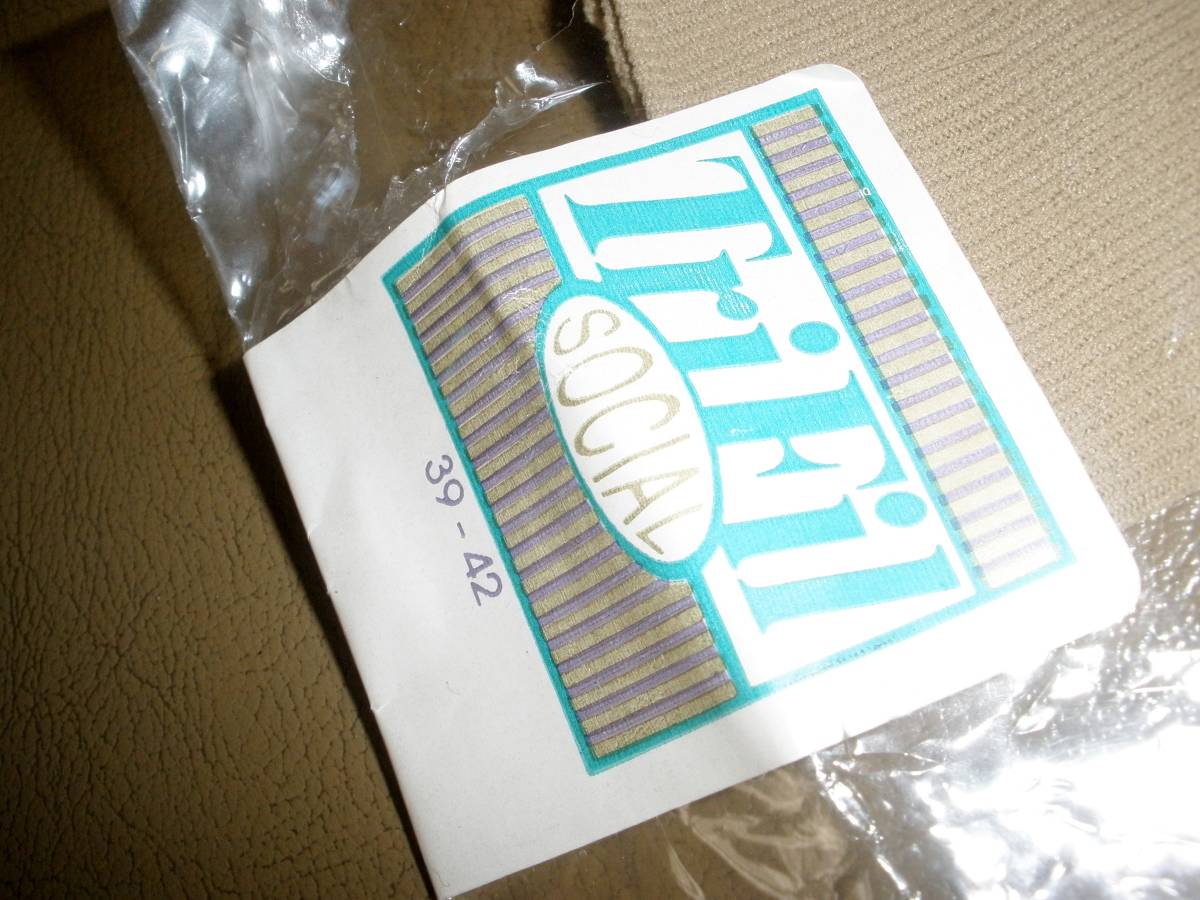 TriFil
SOCIAL
39 - 42